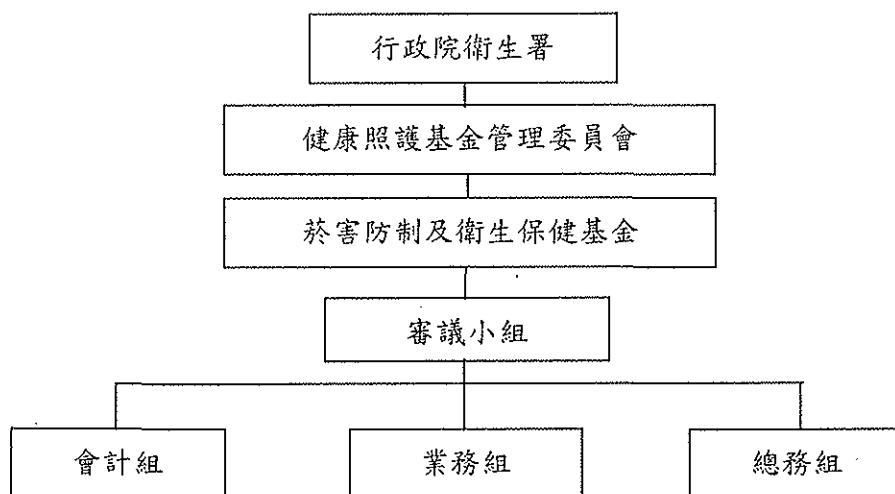 行政院衛生署
健康照護基金管理委員會
菸害防制及衛生保健基金
審議小組
會計組
業務組
總務組